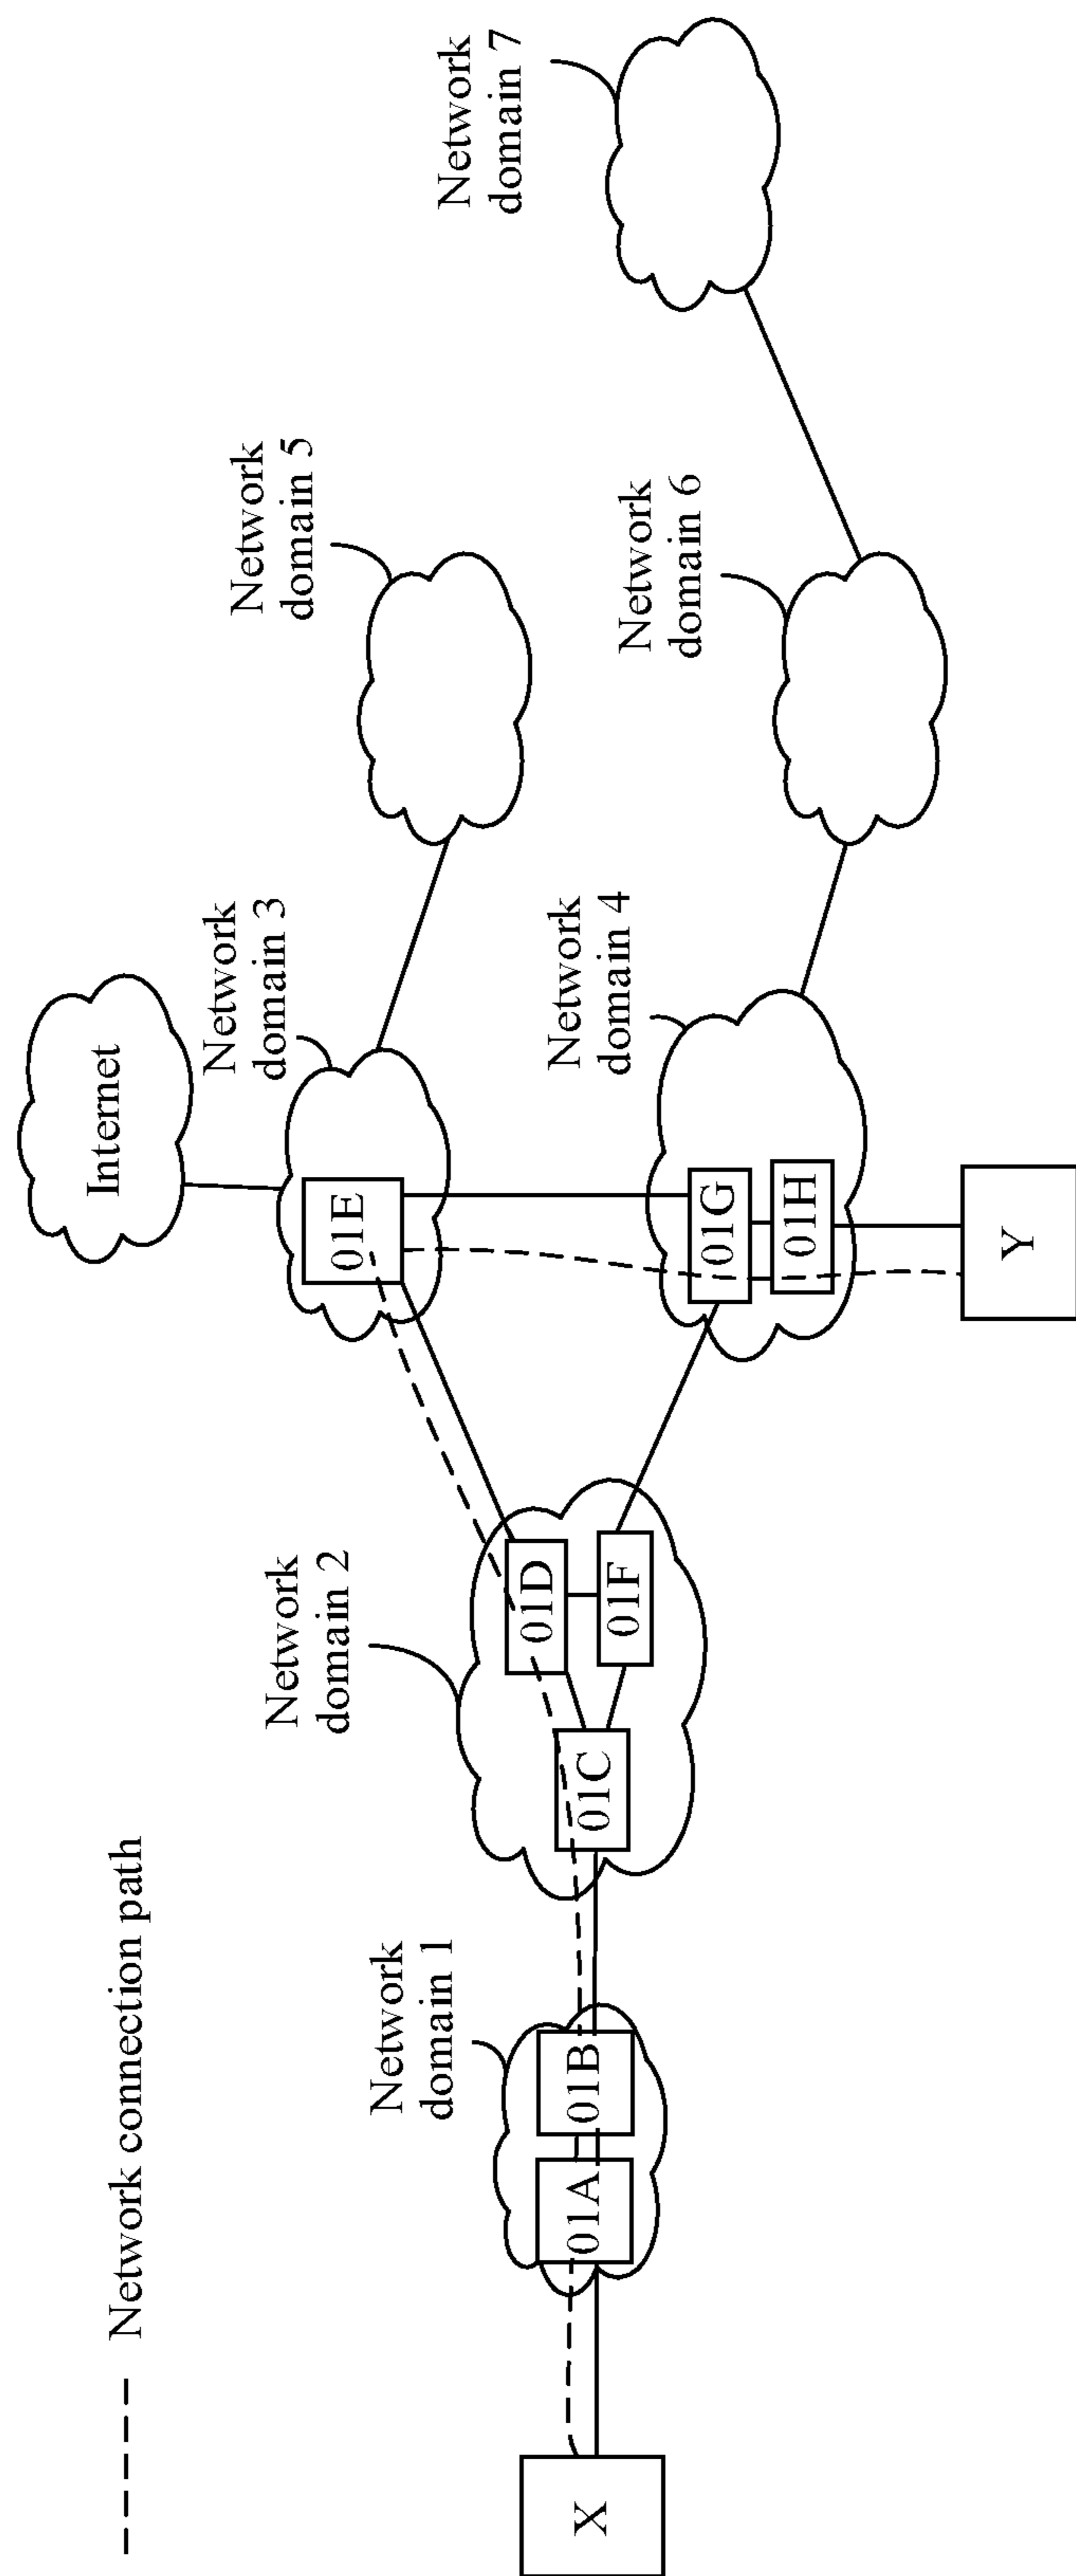 Network connection path
Internet
Network
domain 3
Network
domain 5
Network
domain 7
Network
domain 2
Network
domain 1
Network
domain 4
Network
domain 6
X
01A
01B
01C
01D
01F
01E
01G
01H
Y